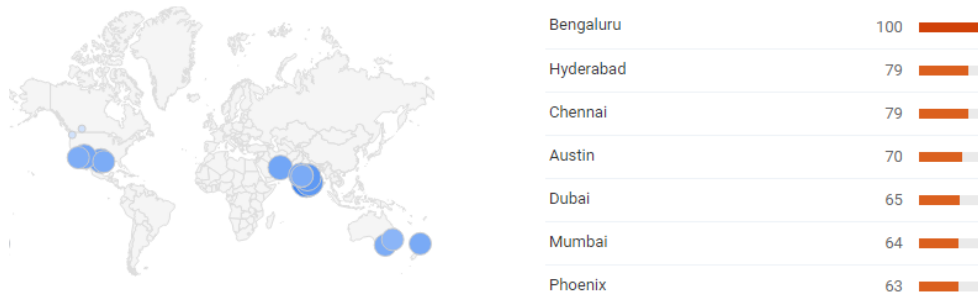 Bengaluru 100
Hyderabad 79
Chennai 79
Austin 70
Dubai 65
Mumbai 64
Phoenix 63